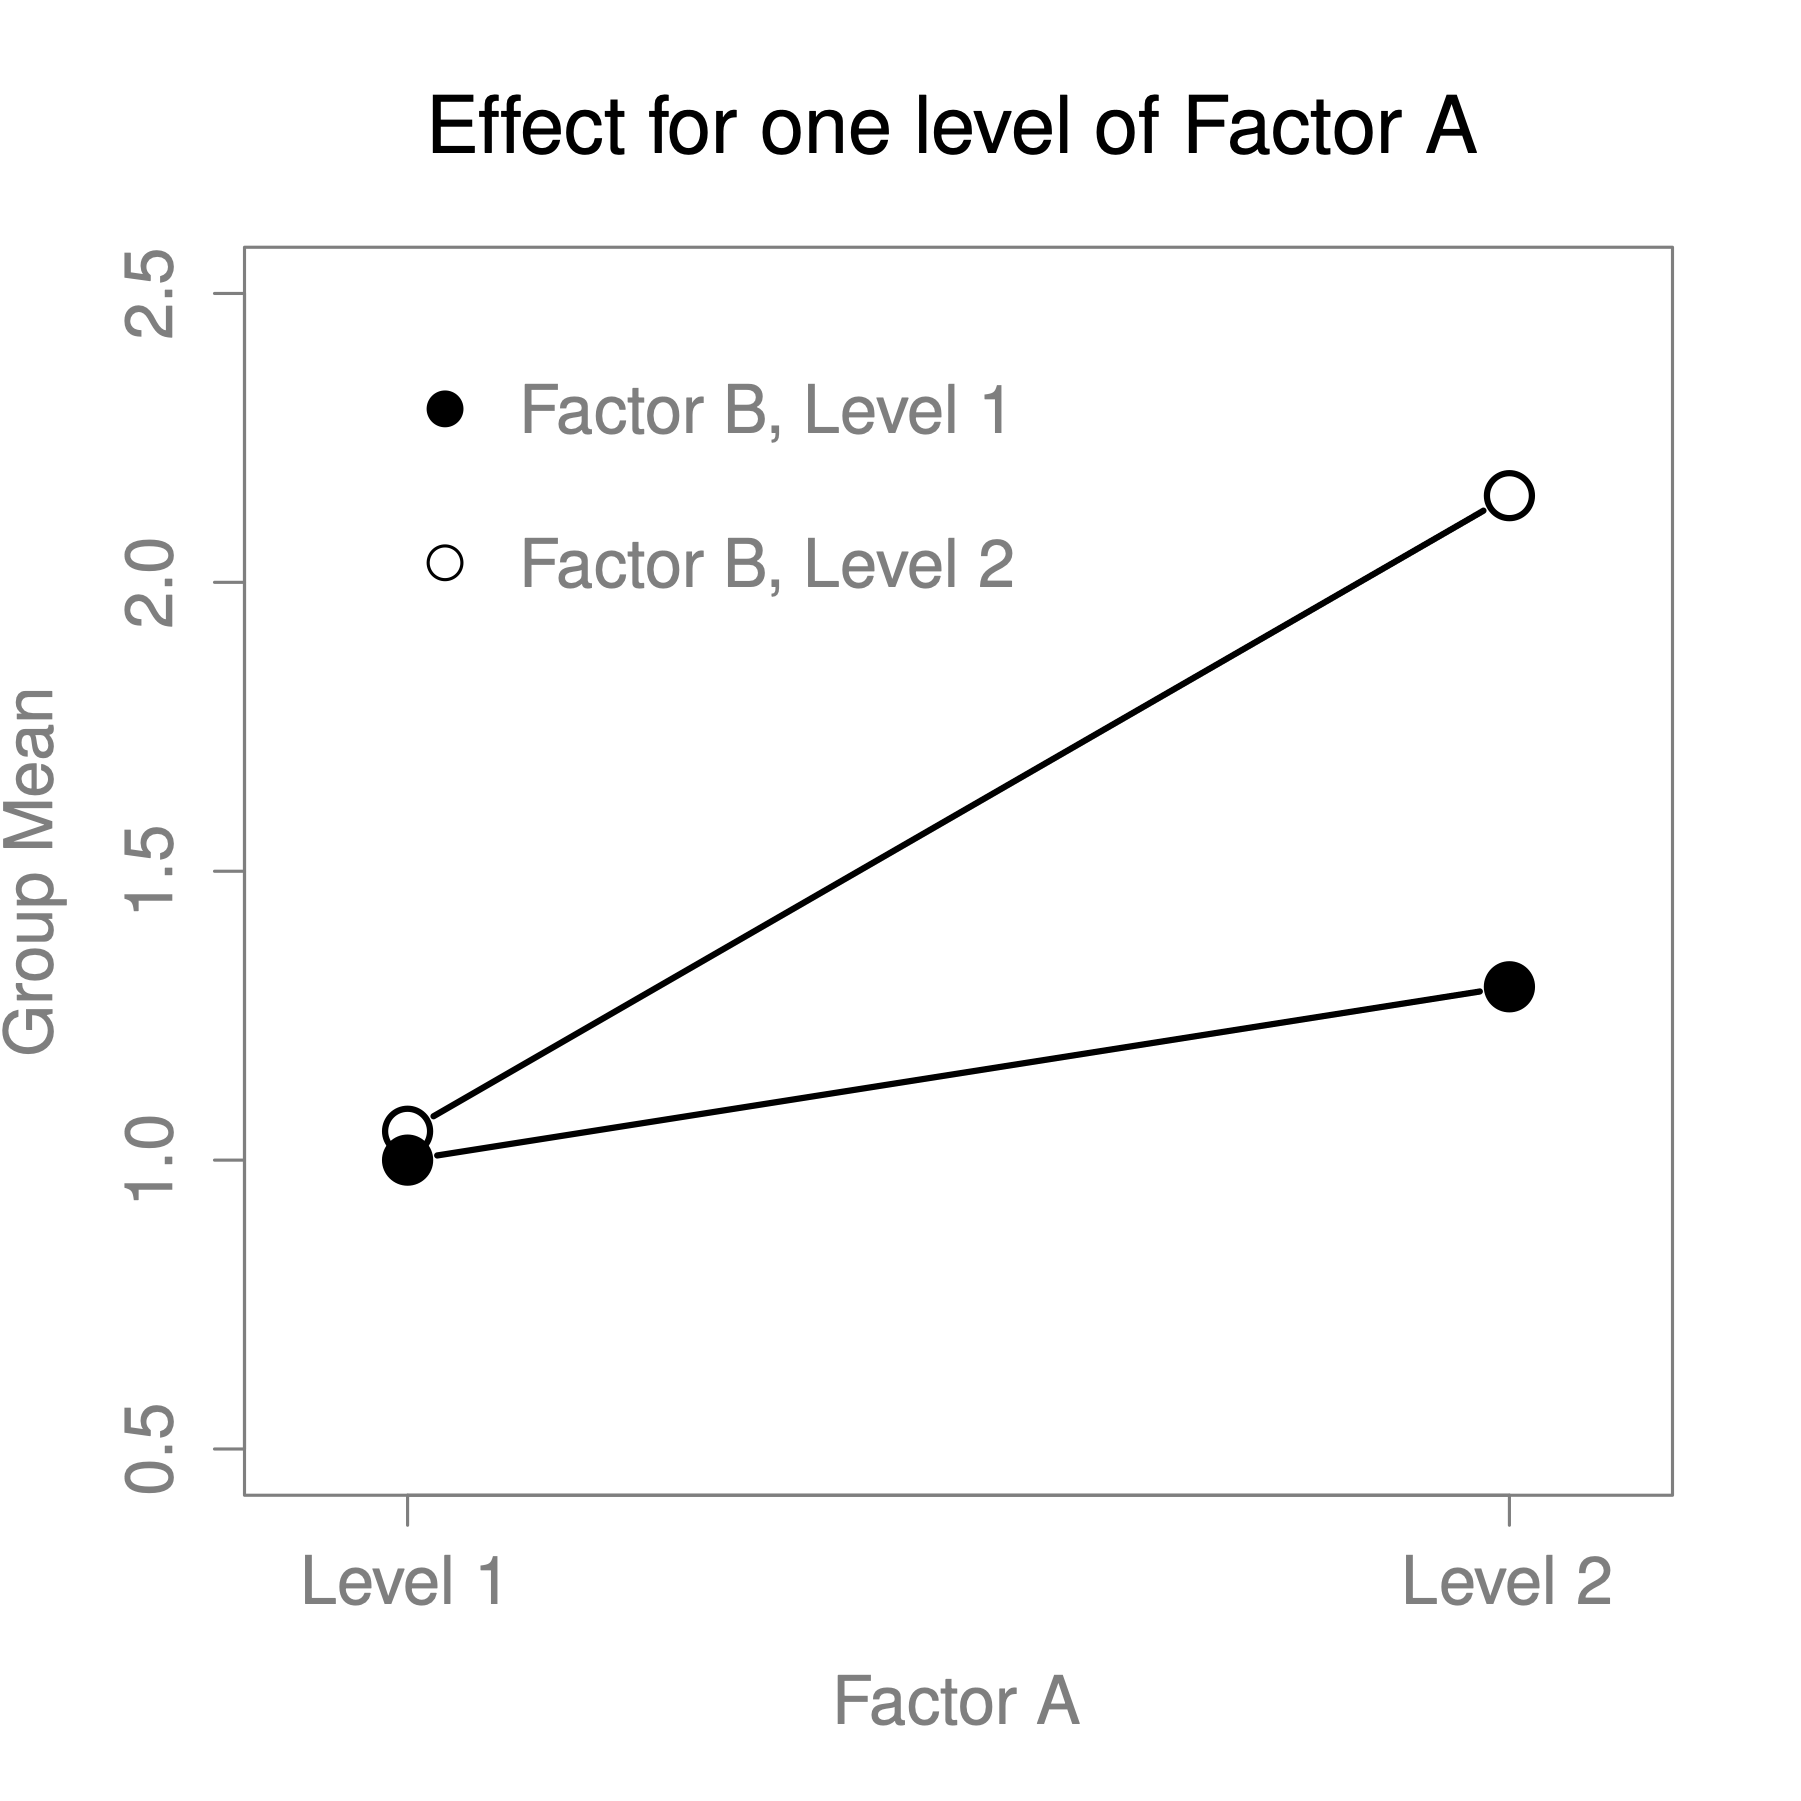 Effect for one level of Factor A
2.5
2.0
1.5
1.0
0.5
Group Mean
Factor B, Level 1
Factor B, Level 2
Level 1
Level 2
Factor A